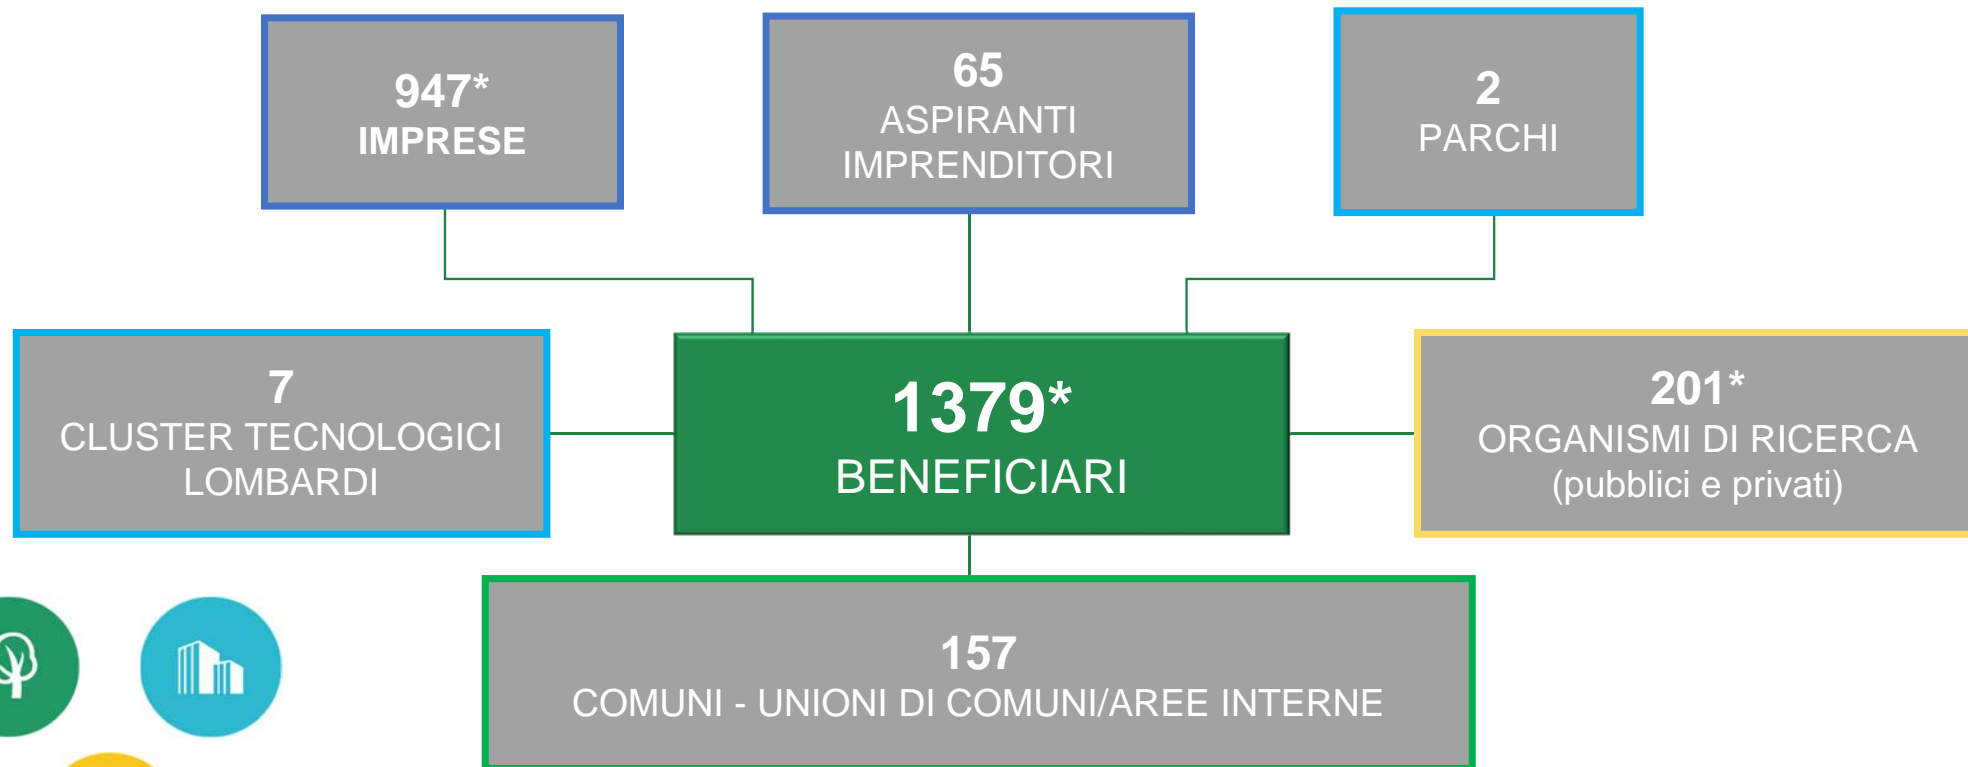 947*
IMPRESE
65
ASPIRANTI
IMPRENDITORI
2
PARCHI
7
CLUSTER TECNOLOGICI
LOMBARDI
1379*
BENEFICIARI
201*
ORGANISMI DI RICERCA
(pubblici e privati)
157
COMUNI - UNIONI DI COMUNI/AREE INTERNE